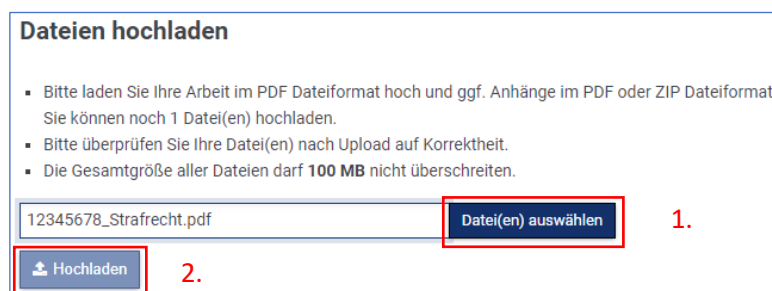 Dateien hochladen
▪ Bitte laden Sie Ihre Arbeit im PDF Dateiformat hoch und ggf. Anhänge im PDF oder ZIP Dateiformat
Sie können noch 1 Datei(en) hochladen.
▪ Bitte überprüfen Sie Ihre Datei(en) nach Upload auf Korrektheit.
▪ Die Gesamtgröße aller Dateien darf 100 MB nicht überschreiten.
12345678_Strafrecht.pdf Datei(en) auswählen 1.
Hochladen 2.